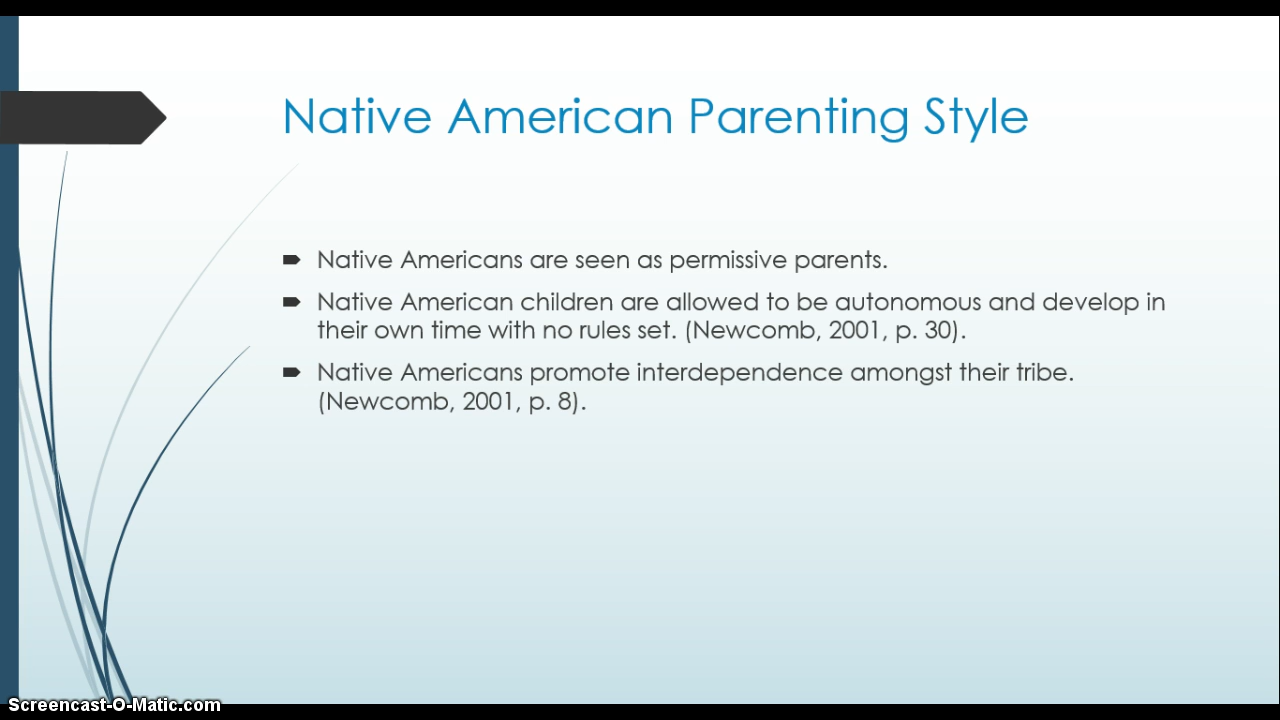 Native American Parenting Style
Native Americans are seen as permissive parents.
Native American children are allowed to be autonomous and develop in
their own time with no rules set. (Newcomb, 2001, p. 30).
Native Americans promote interdependence amongst their tribe.
(Newcomb, 2001, p. 8).
Screencast-O-Matic.com